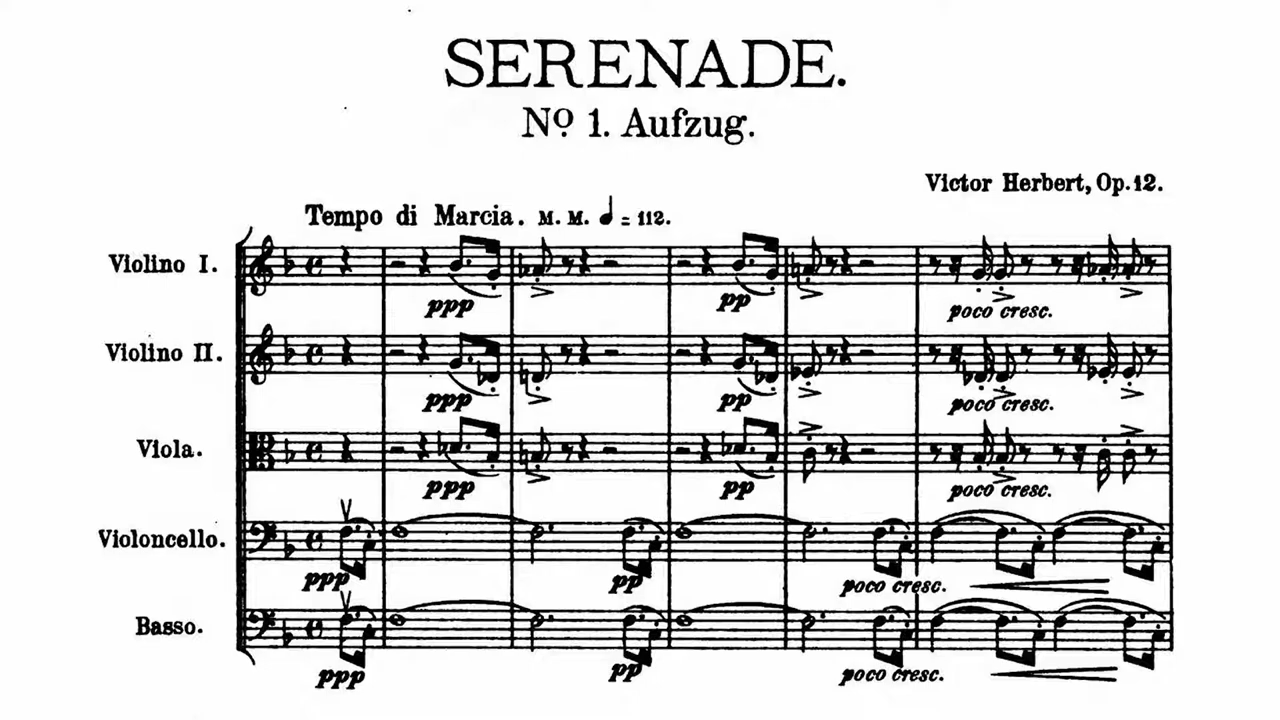 SERENADE.
Nº 1. Aufzug.
Victor Herbert, Op. 12.
Tempo di Marcia. M. M. ♩ = 112.
Violino I.
ppp pp poco cresc.
Violino II.
ppp pp poco cresc.
Viola.
ppp pp poco cresc.
Violoncello.
ppp pp poco cresc.
Basso.
ppp pp poco cresc.